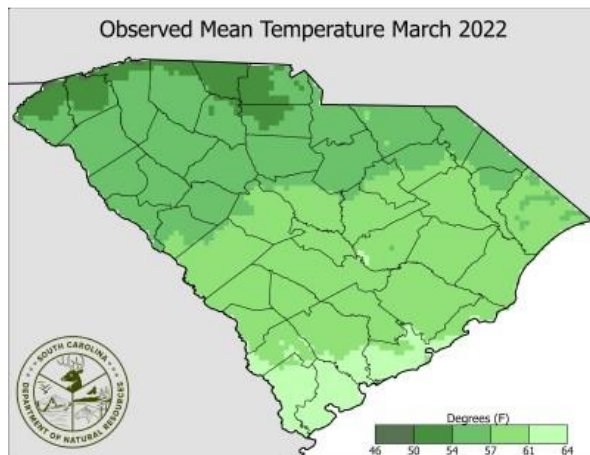 Observed Mean Temperature March 2022
SOUTH CAROLINA
DEPARTMENT OF NATURAL RESOURCES
Degrees (F)
46 50 54 57 61 64